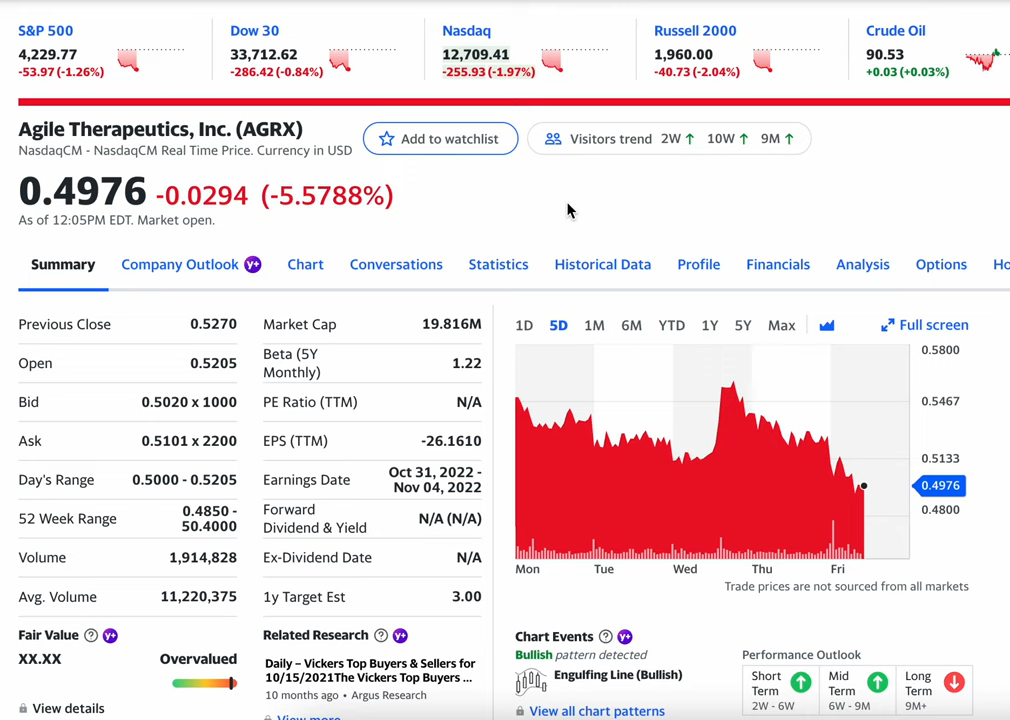 S&P 500
4,229.77
-53.97 (-1.26%)
Dow 30
33,712.62
-286.42 (-0.84%)
Nasdaq
12,709.41
-255.93 (-1.97%)
Russell 2000
1,960.00
-40.73 (-2.04%)
Crude Oil
90.53
+0.03 (+0.03%)
Agile Therapeutics, Inc. (AGRX)
NasdaqCM - NasdaqCM Real Time Price. Currency in USD
Add to watchlist
Visitors trend 2W ↑ 10W ↑ 9M ↑
0.4976 -0.0294 (-5.5788%)
As of 12:05PM EDT. Market open.
Summary Company Outlook y+ Chart Conversations Statistics Historical Data Profile Financials Analysis Options Ho
Previous Close 0.5270
Open 0.5205
Bid 0.5020 x 1000
Ask 0.5101 x 2200
Day's Range 0.5000 - 0.5205
52 Week Range 0.4850 -
50.4000
Volume 1,914,828
Avg. Volume 11,220,375
Market Cap 19.816M
Beta (5Y
Monthly) 1.22
PE Ratio (TTM) N/A
EPS (TTM) -26.1610
Earnings Date Oct 31, 2022 -
Nov 04, 2022
Forward
Dividend & Yield N/A (N/A)
Ex-Dividend Date N/A
1y Target Est 3.00
1D 5D 1M 6M YTD 1Y 5Y Max
Full screen
0.5800
0.5467
0.5133
0.4976
0.4800
Mon Tue Wed Thu Fri
Trade prices are not sourced from all markets
Fair Value ? y+
XX.XX Overvalued
View details
Related Research ? y+
Daily – Vickers Top Buyers & Sellers for
10/15/2021The Vickers Top Buyers ...
10 months ago • Argus Research
View more
Chart Events ? y+
Bullish pattern detected
Engulfing Line (Bullish)
View all chart patterns
Performance Outlook
Short
Term
2W - 6W
Mid
Term
6W - 9M
Long
Term
9M+